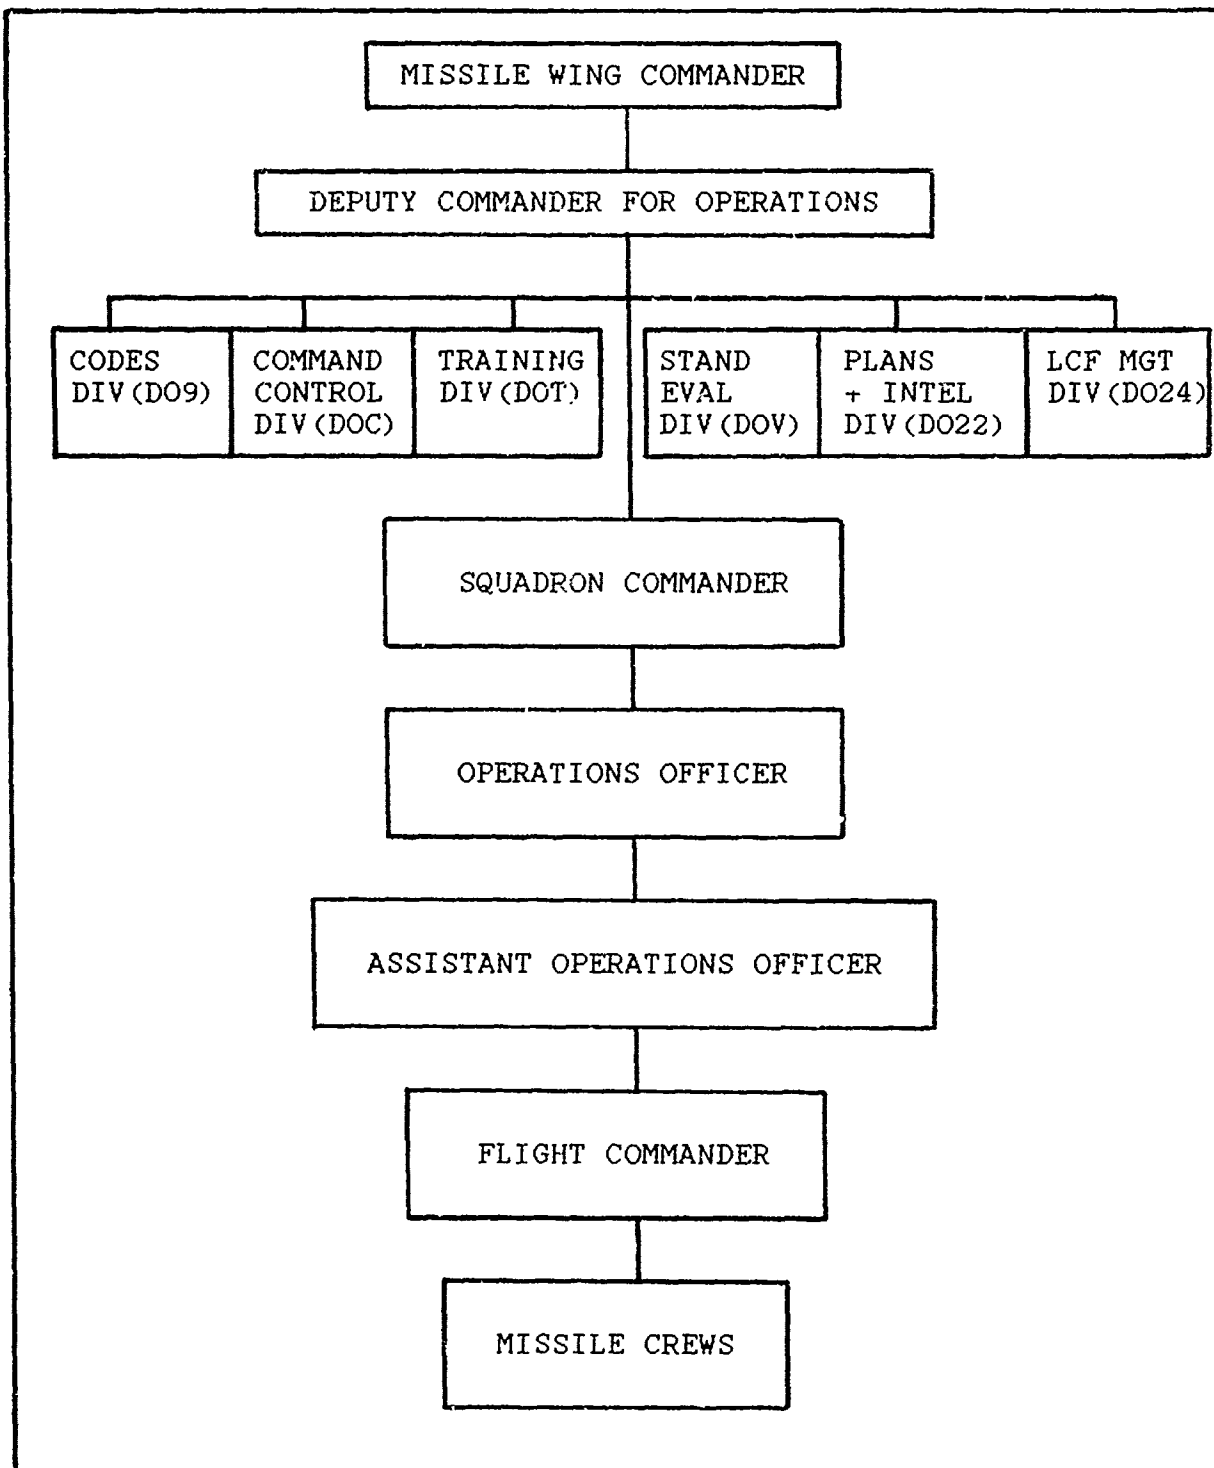 MISSILE WING COMMANDER
DEPUTY COMMANDER FOR OPERATIONS
CODES
DIV(DO9)
COMMAND
CONTROL
DIV(DOC)
TRAINING
DIV(DOT)
STAND
EVAL
DIV(DOV)
PLANS
+ INTEL
DIV(DO22)
LCF MGT
DIV(DO24)
SQUADRON COMMANDER
OPERATIONS OFFICER
ASSISTANT OPERATIONS OFFICER
FLIGHT COMMANDER
MISSILE CREWS